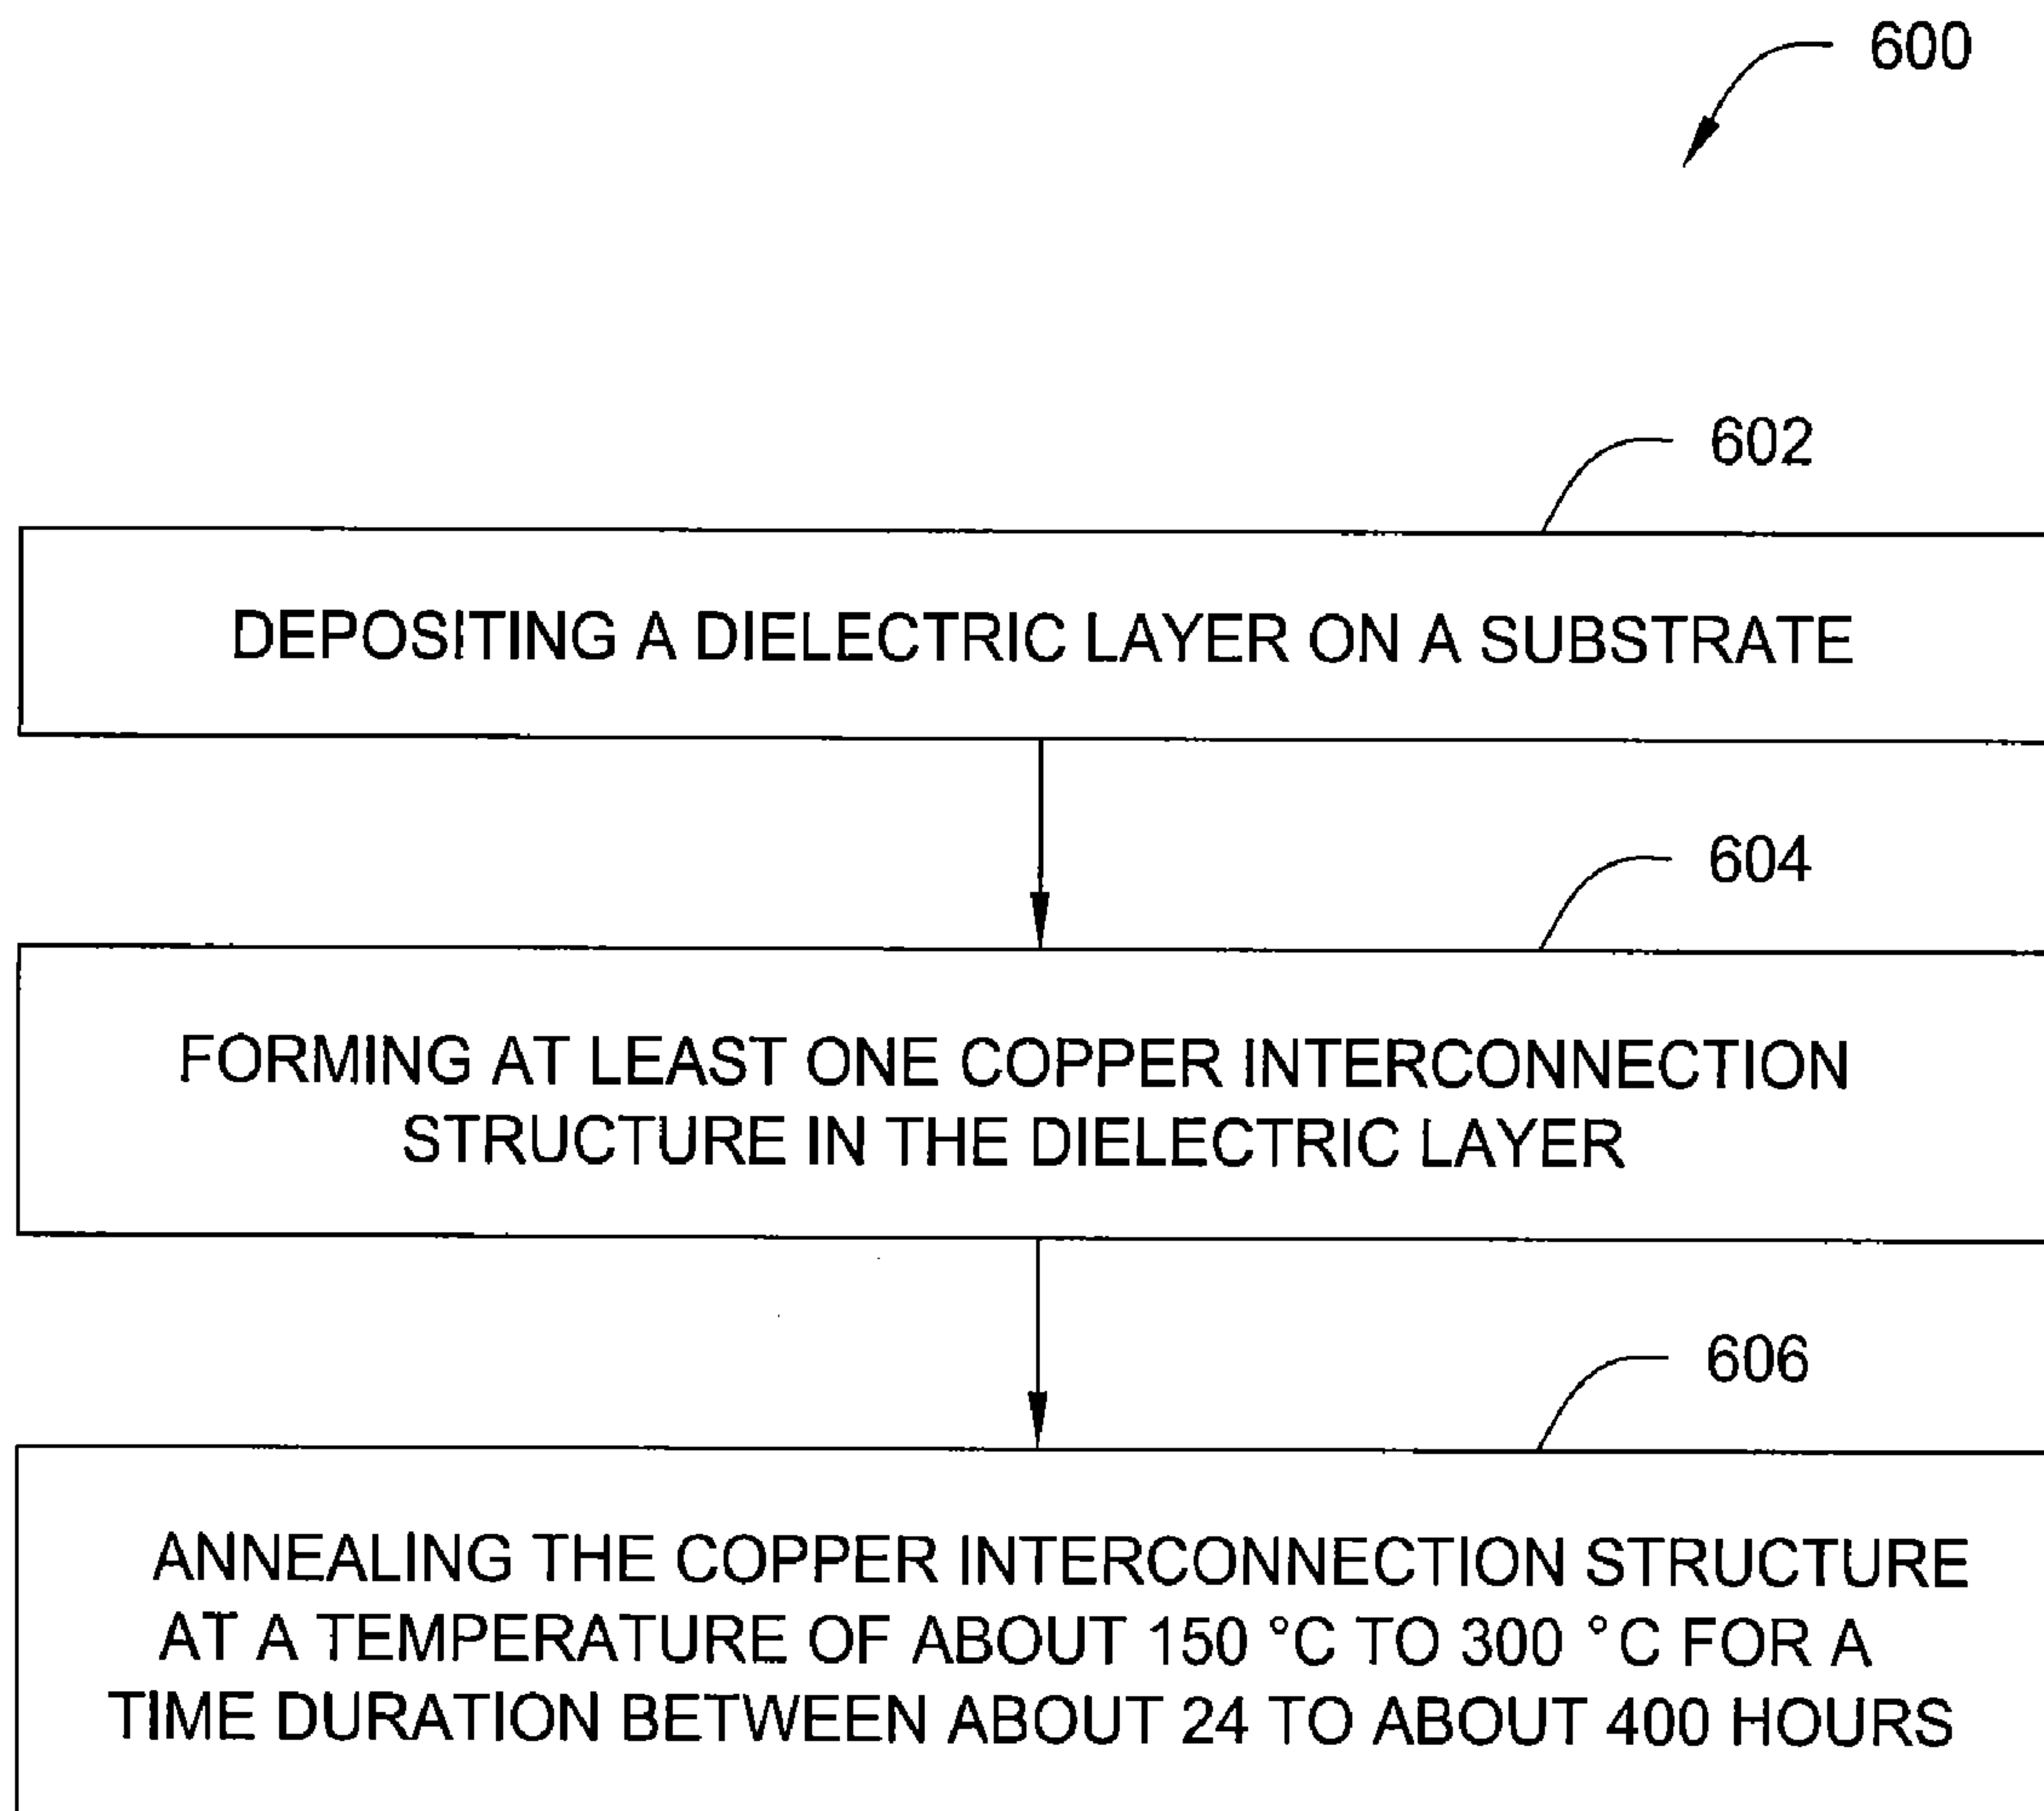 600
602
DEPOSITING A DIELECTRIC LAYER ON A SUBSTRATE
604
FORMING AT LEAST ONE COPPER INTERCONNECTION
STRUCTURE IN THE DIELECTRIC LAYER
606
ANNEALING THE COPPER INTERCONNECTION STRUCTURE
AT A TEMPERATURE OF ABOUT 150 °C TO 300 °C FOR A
TIME DURATION BETWEEN ABOUT 24 TO ABOUT 400 HOURS